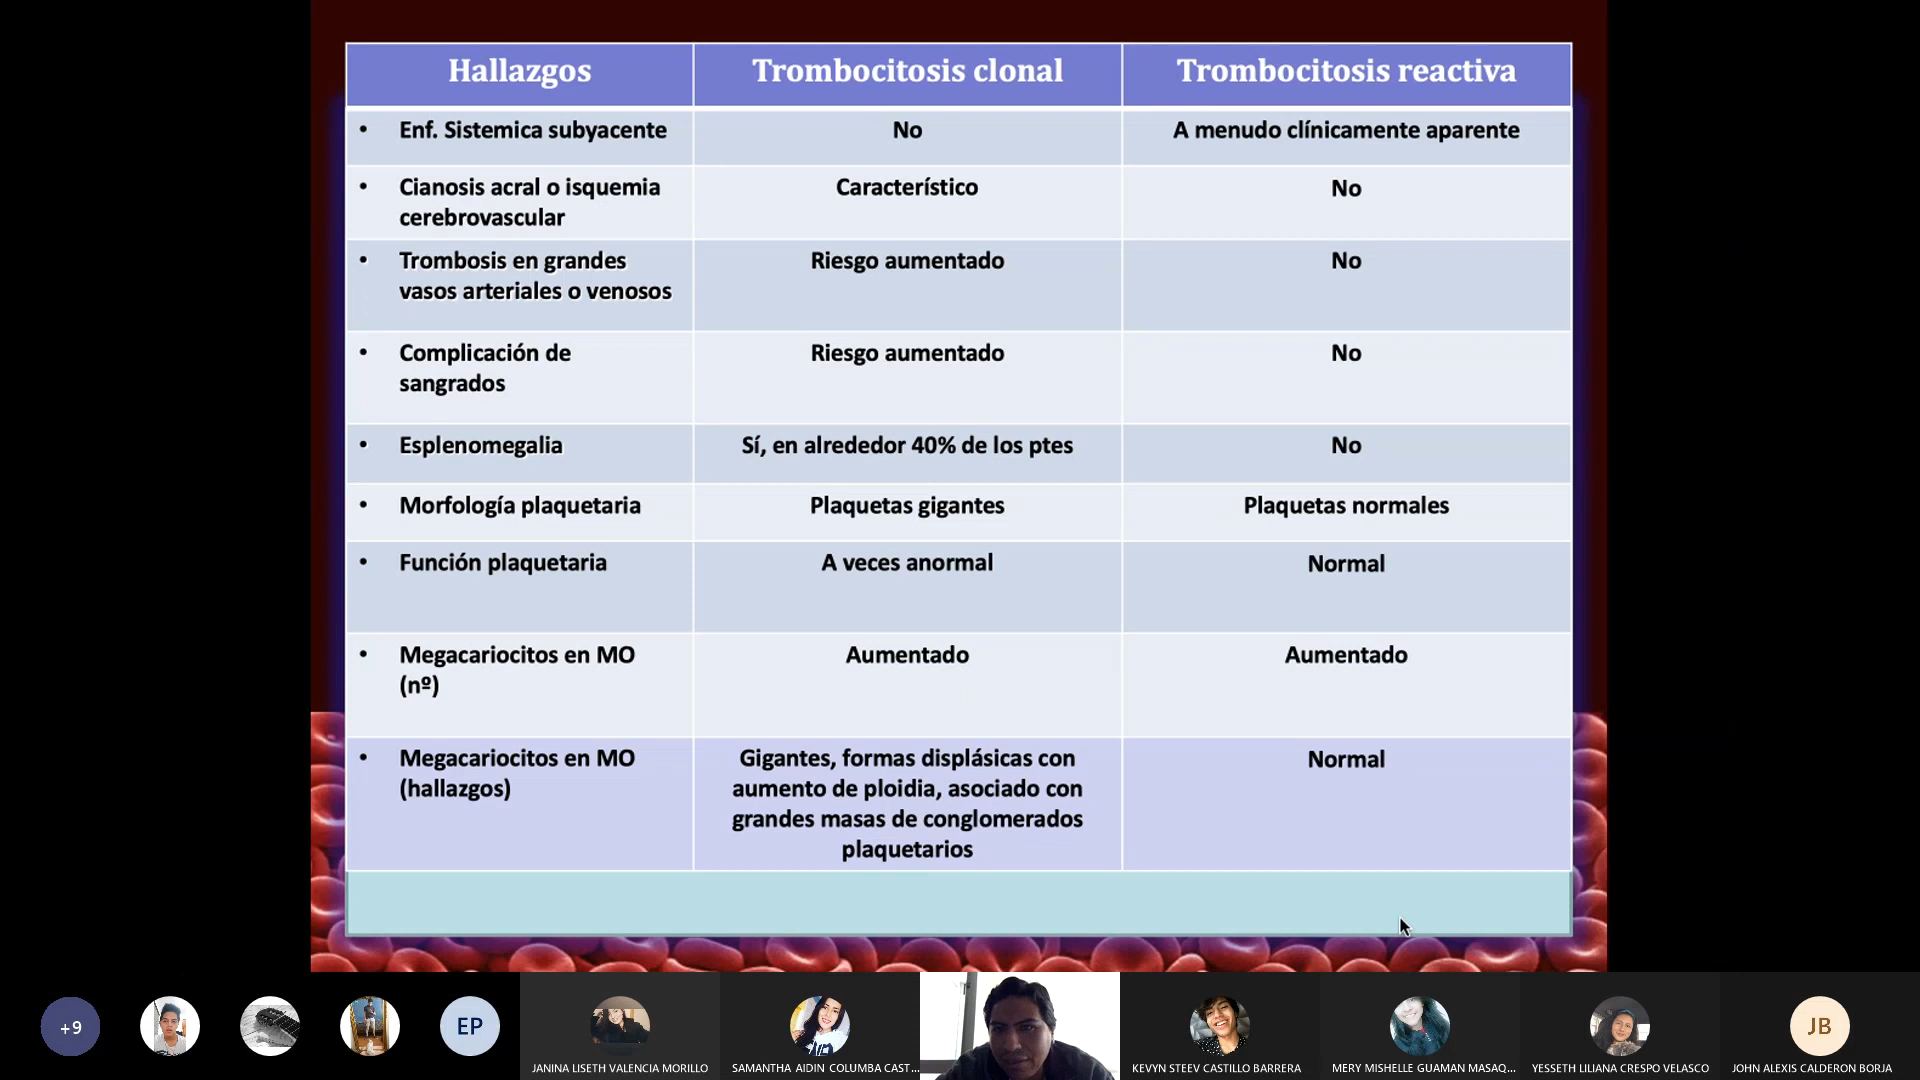 Hallazgos Trombocitosis clonal Trombocitosis reactiva
• Enf. Sistemica subyacente No A menudo clínicamente aparente
• Cianosis acral o isquemia Característico No
cerebrovascular
• Trombosis en grandes Riesgo aumentado No
vasos arteriales o venosos
• Complicación de Riesgo aumentado No
sangrados
• Esplenomegalia Sí, en alrededor 40% de los ptes No
• Morfología plaquetaria Plaquetas gigantes Plaquetas normales
• Función plaquetaria A veces anormal Normal
• Megacariocitos en MO Aumentado Aumentado
(nº)
• Megacariocitos en MO Gigantes, formas displásicas con Normal
(hallazgos) aumento de ploidia, asociado con
grandes masas de conglomerados
plaquetarios
+9 EP JB
JANINA LISETH VALENCIA MORILLO SAMANTHA AIDIN COLUMBA CAST... KEVYN STEEV CASTILLO BARRERA MERY MISHELLE GUAMAN MASAQ... YESSETH LILIANA CRESPO VELASCO JOHN ALEXIS CALDERON BORJA